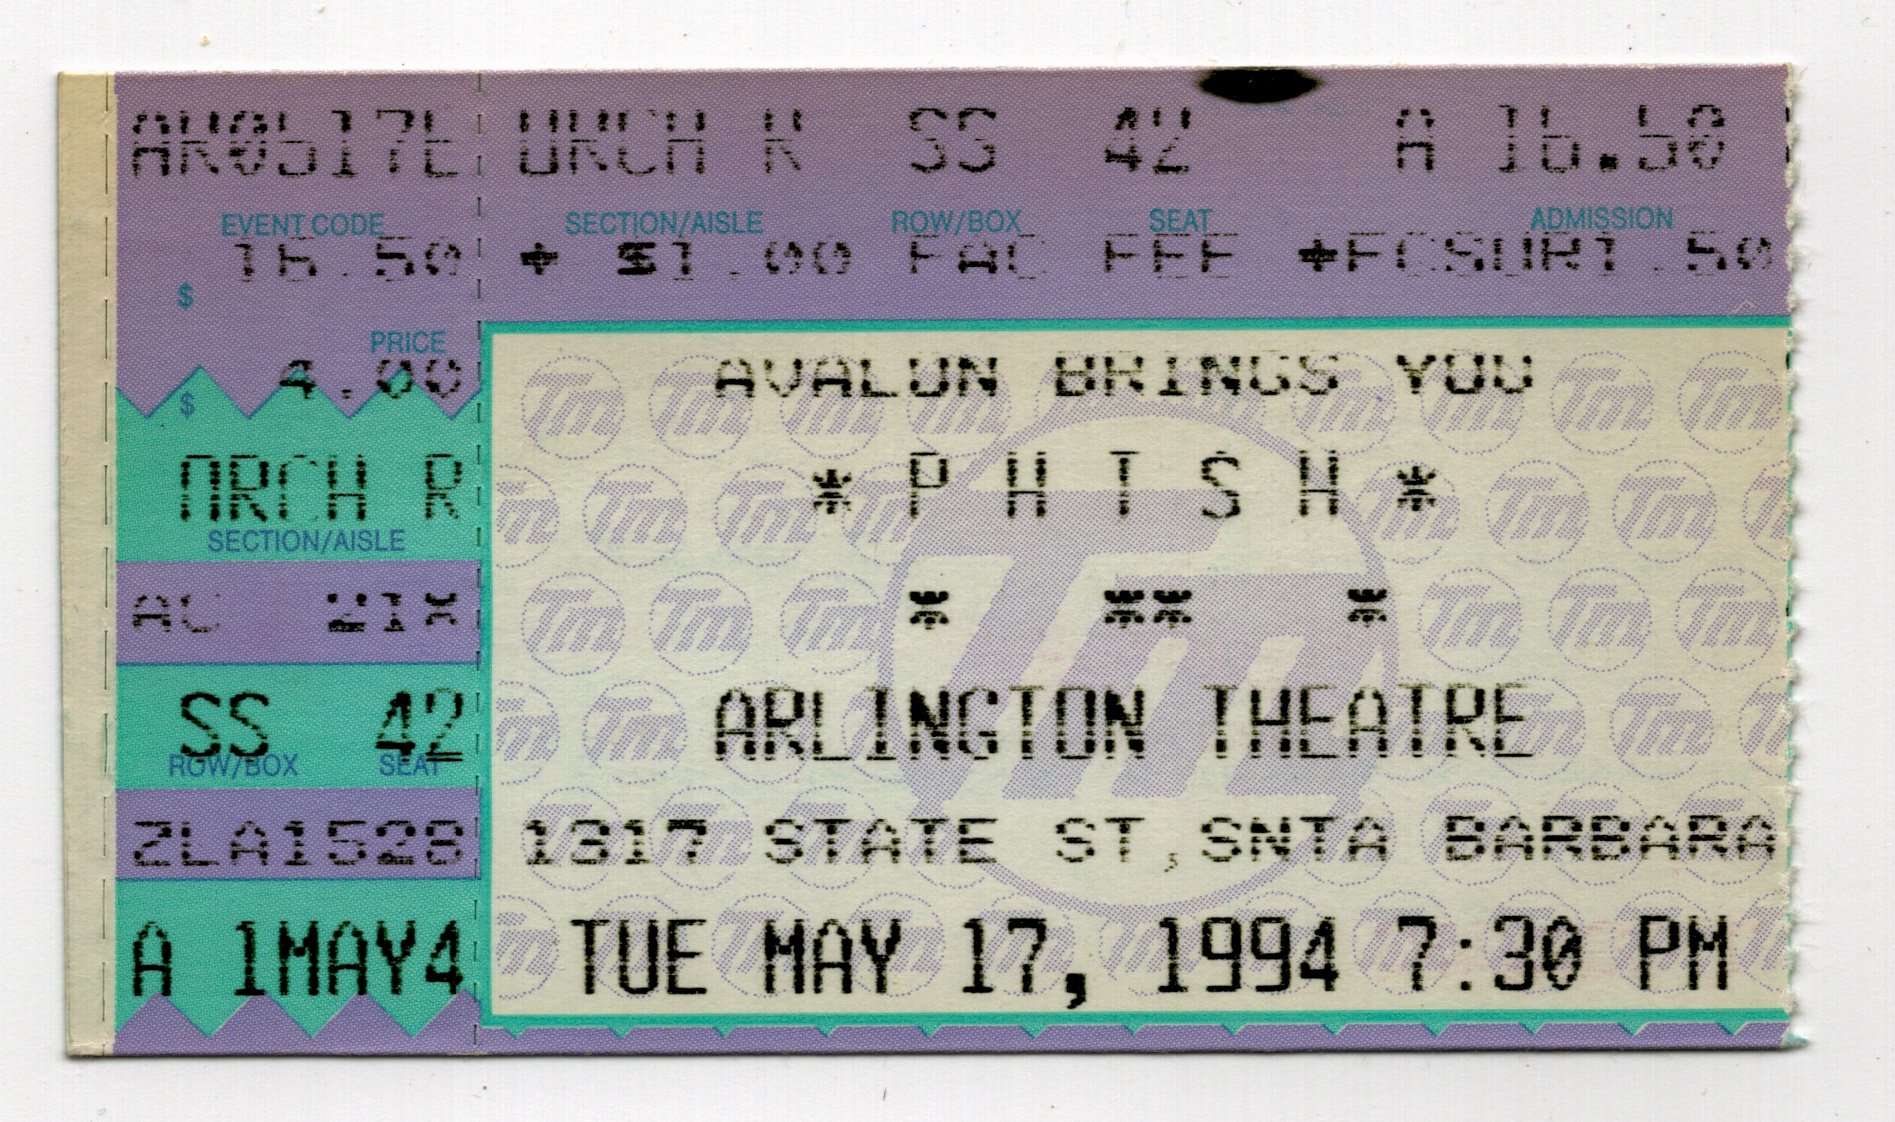 AK0517E ORCH R SS 42 A 16.50
EVENT CODE SECTION/AISLE ROW/BOX SEAT ADMISSION
$ 16.50 + $1.00 FAC FEE +FCSUR1.50
PRICE
$ 4.00
AVALON BRINGS YOU
ORCH R
SECTION/AISLE
* P H I S H *
AC 21X
* ** *
SS 42
ROW/BOX SEAT
ARLINGTON THEATRE
ZLA1528
1317 STATE ST, SNTA BARBARA
A 1MAY4
TUE MAY 17, 1994 7:30 PM